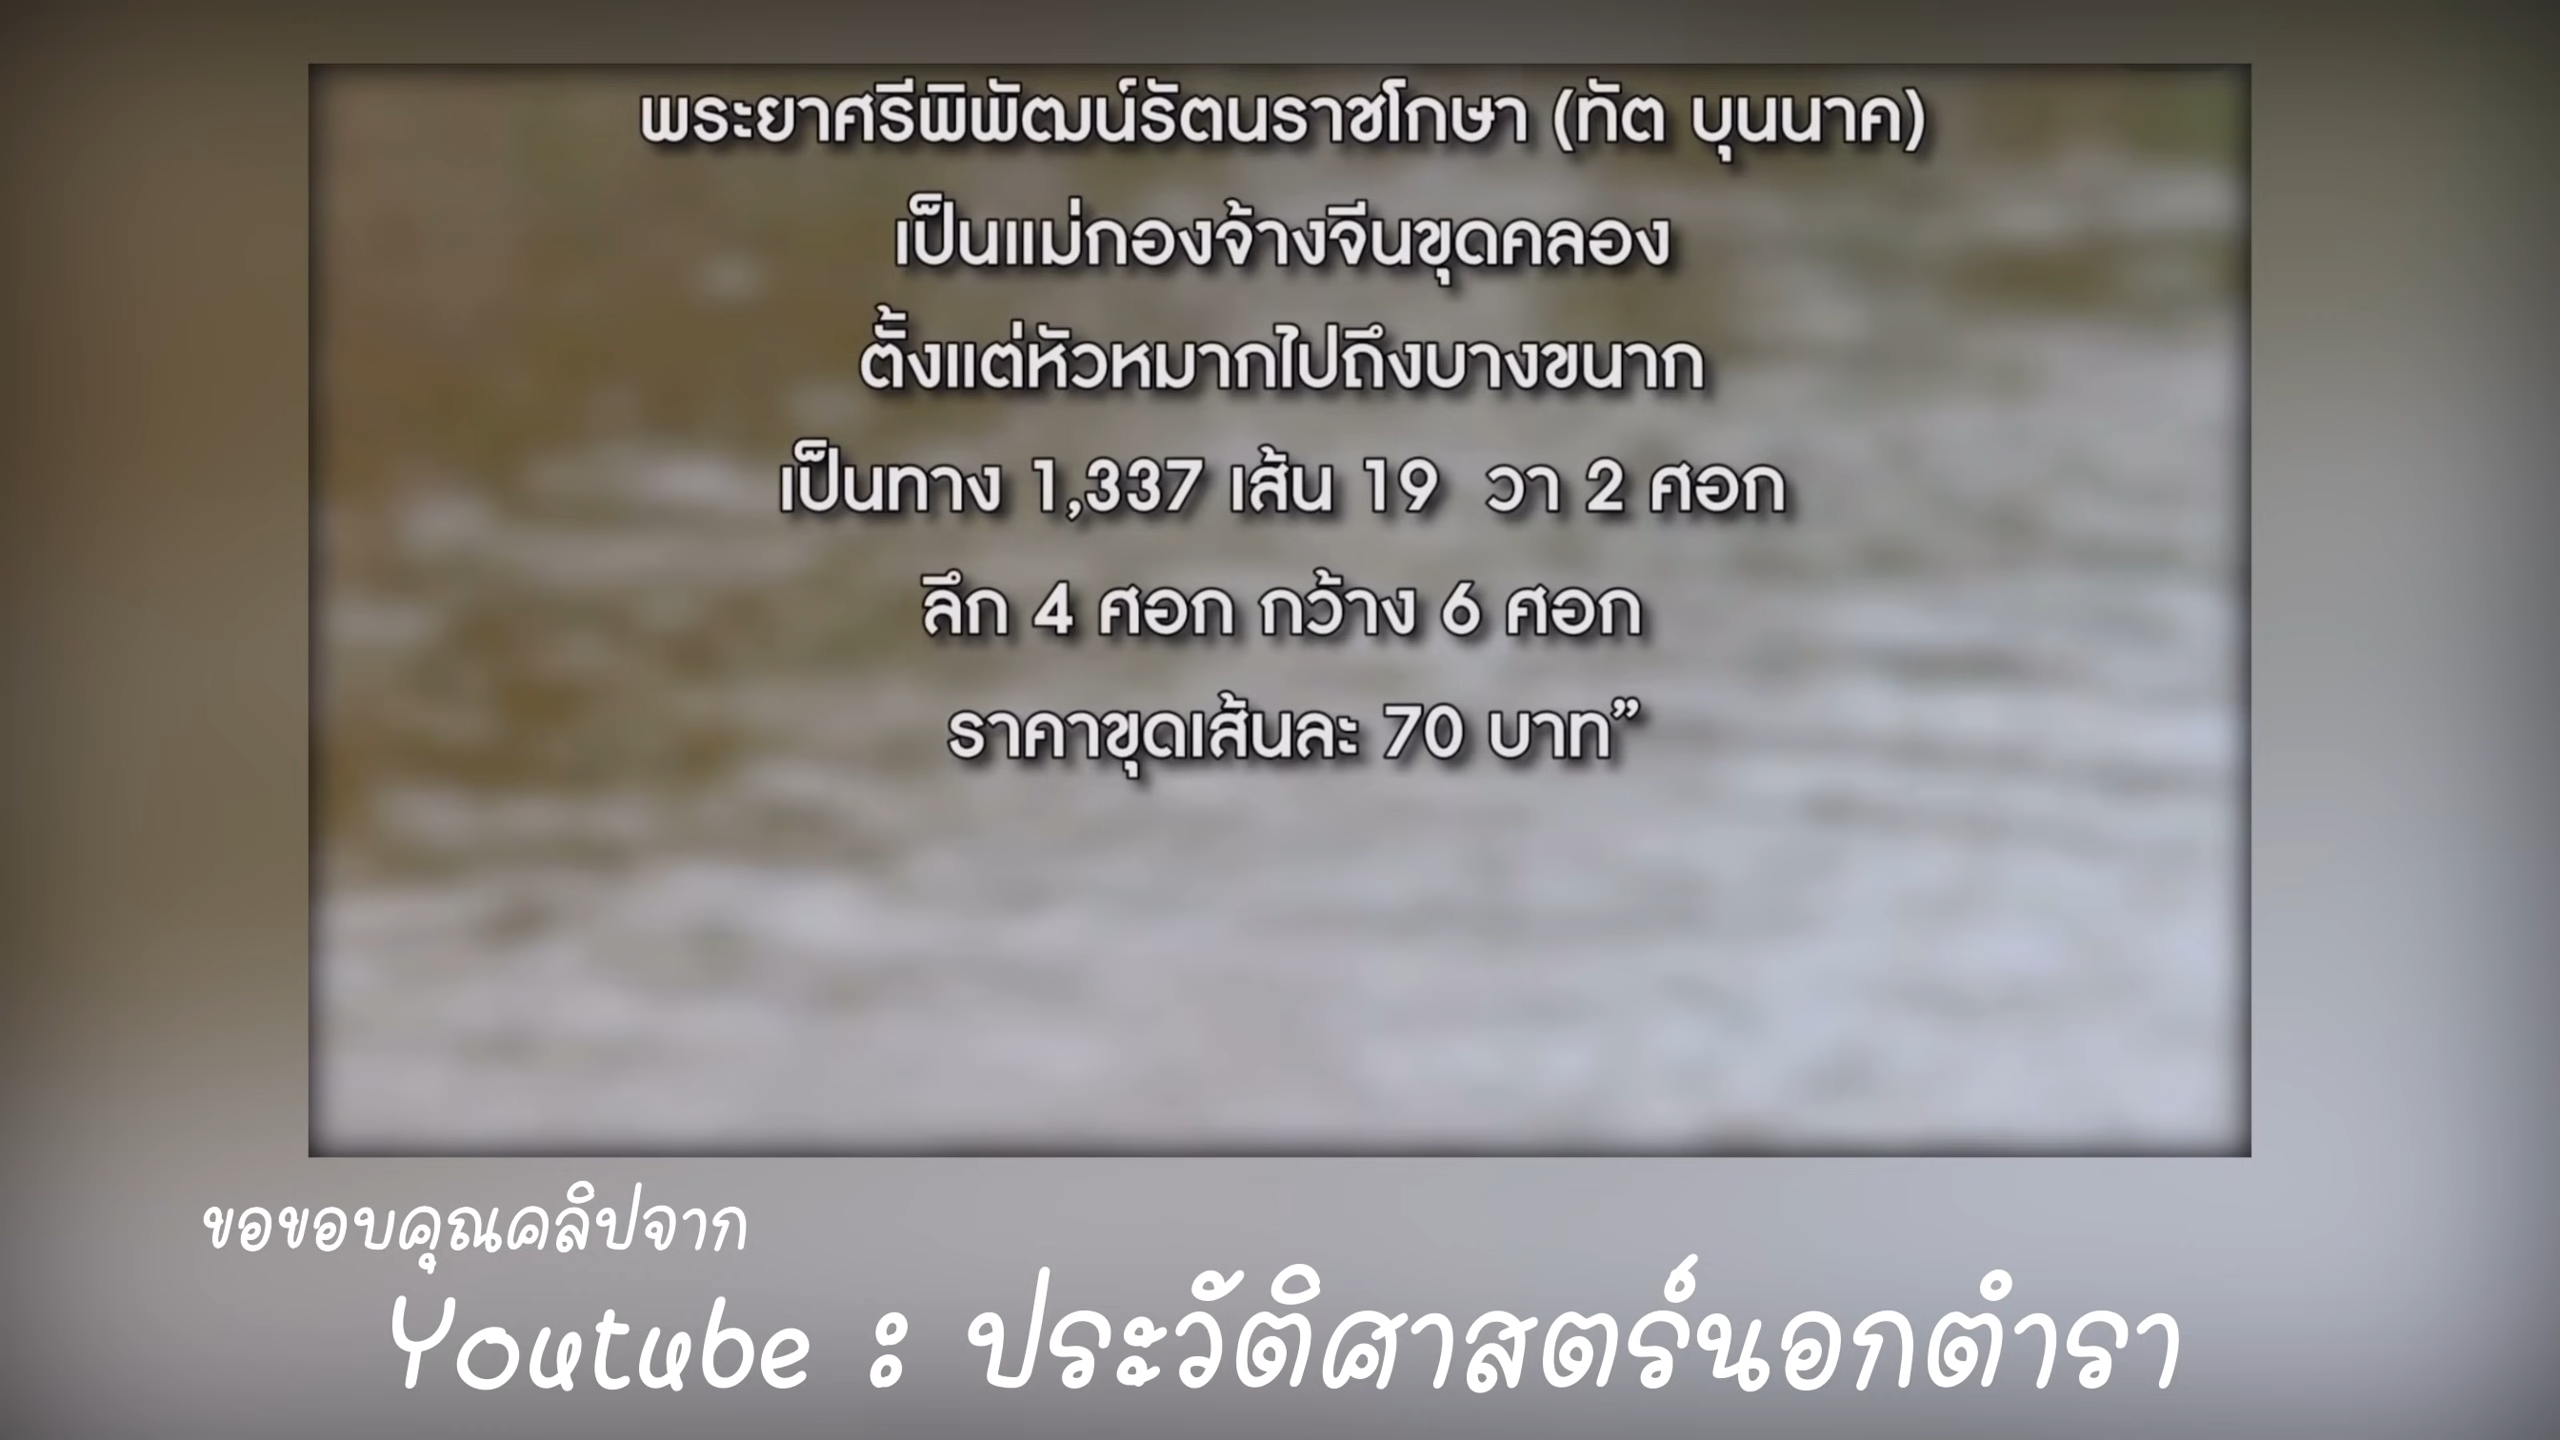 พระยาศรีพิพัฒน์รัตนราชโกษา (ทัต บุนนาค)
เป็นแม่กองจ้างจีนขุดคลอง
ตั้งแต่หัวหมากไปถึงบางขนาก
เป็นทาง 1,337 เส้น 19 วา 2 ศอก
ลึก 4 ศอก กว้าง 6 ศอก
ราคาขุดเส้นละ 70 บาท”
ขอขอบคุณคลิปจาก
Youtube : ประวัติศาสตร์นอกตำรา